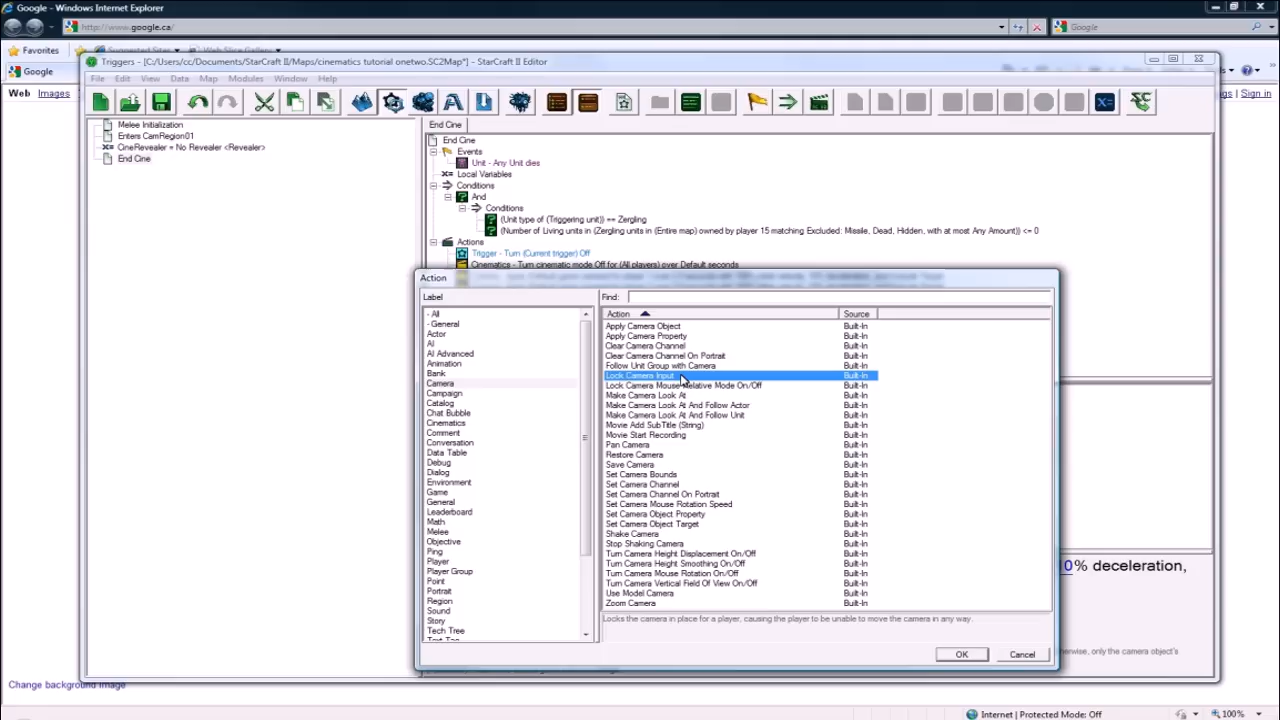 Google - Windows Internet Explorer
http://www.google.ca/
Google
Favorites
Suggested Sites
Web Slice Gallery
Google
Web Images
Sign in
Triggers - [C:/Users/cc/Documents/StarCraft II/Maps/cinematics tutorial onetwo.SC2Map*] - StarCraft II Editor
File Edit View Data Map Modules Window Help
Melee Initialization
Enters CamRegion01
CineRevealer = No Revealer <Revealer>
End Cine
End Cine
End Cine
Events
Unit - Any Unit dies
Local Variables
Conditions
And
Conditions
(Unit type of (Triggering unit)) == Zergling
(Number of Living units in (Zergling units in (Entire map) owned by player 15 matching Excluded: Missile, Dead, Hidden, with at most Any Amount)) <= 0
Actions
Trigger - Turn (Current trigger) Off
Cinematics - Turn cinematic mode Off for (All players) over Default seconds
Action
Label
- All
- General
Actor
AI
AI Advanced
Animation
Bank
Camera
Campaign
Catalog
Chat Bubble
Cinematics
Comment
Conversation
Data Table
Debug
Dialog
Environment
Game
General
Leaderboard
Math
Melee
Objective
Ping
Player
Player Group
Point
Portrait
Region
Sound
Story
Tech Tree
Text Tag
Find:
Action Source
Apply Camera Object Built-In
Apply Camera Property Built-In
Clear Camera Channel Built-In
Clear Camera Channel On Portrait Built-In
Follow Unit Group with Camera Built-In
Lock Camera Input Built-In
Lock Camera Mouse Relative Mode On/Off Built-In
Make Camera Look At Built-In
Make Camera Look At And Follow Actor Built-In
Make Camera Look At And Follow Unit Built-In
Movie Add SubTitle (String) Built-In
Movie Start Recording Built-In
Pan Camera Built-In
Restore Camera Built-In
Save Camera Built-In
Set Camera Bounds Built-In
Set Camera Channel Built-In
Set Camera Channel On Portrait Built-In
Set Camera Mouse Rotation Speed Built-In
Set Camera Object Property Built-In
Set Camera Object Target Built-In
Shake Camera Built-In
Stop Shaking Camera Built-In
Turn Camera Height Displacement On/Off Built-In
Turn Camera Height Smoothing On/Off Built-In
Turn Camera Mouse Rotation On/Off Built-In
Turn Camera Vertical Field Of View On/Off Built-In
Use Model Camera Built-In
Zoom Camera Built-In
Locks the camera in place for a player, causing the player to be unable to move the camera in any way.
OK Cancel
0% deceleration,
otherwise, only the camera object's
Change background image
Internet | Protected Mode: Off
100%